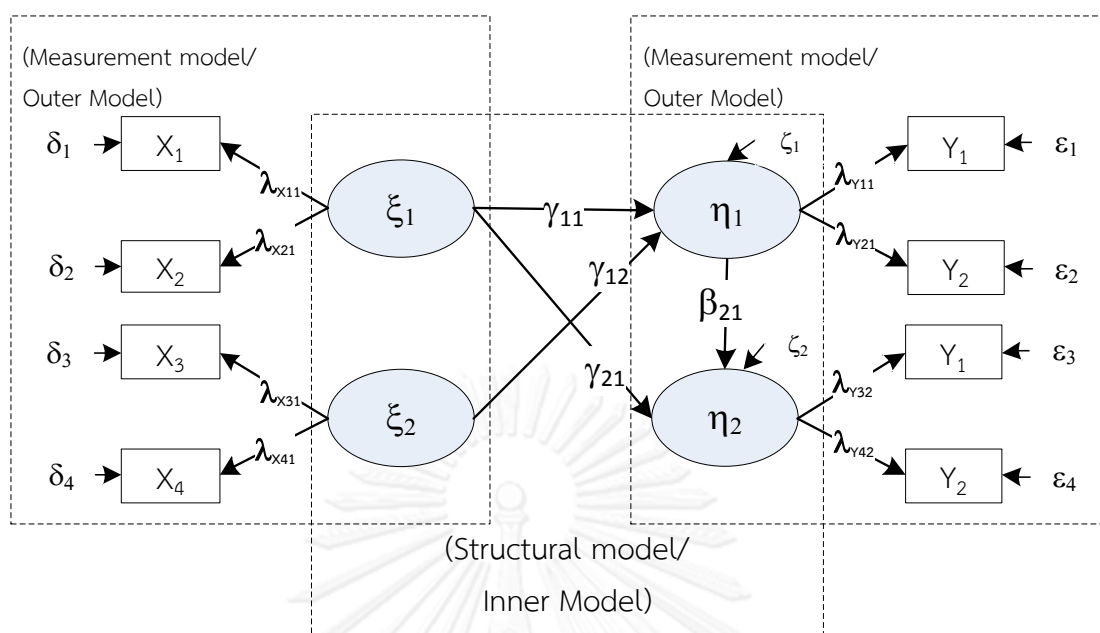 (Measurement model/
Outer Model)
(Measurement model/
Outer Model)
δ₁
X₁
λX11
λX21
δ₂
X₂
δ₃
X₃
λX31
λX41
δ₄
X₄
ξ₁
ξ₂
γ₁₁
γ₁₂
γ₂₁
ζ₁
η₁
β₂₁
ζ₂
η₂
λY11
λY21
Y₁
ε₁
Y₂
ε₂
λY32
λY42
Y₁
ε₃
Y₂
ε₄
(Structural model/
Inner Model)